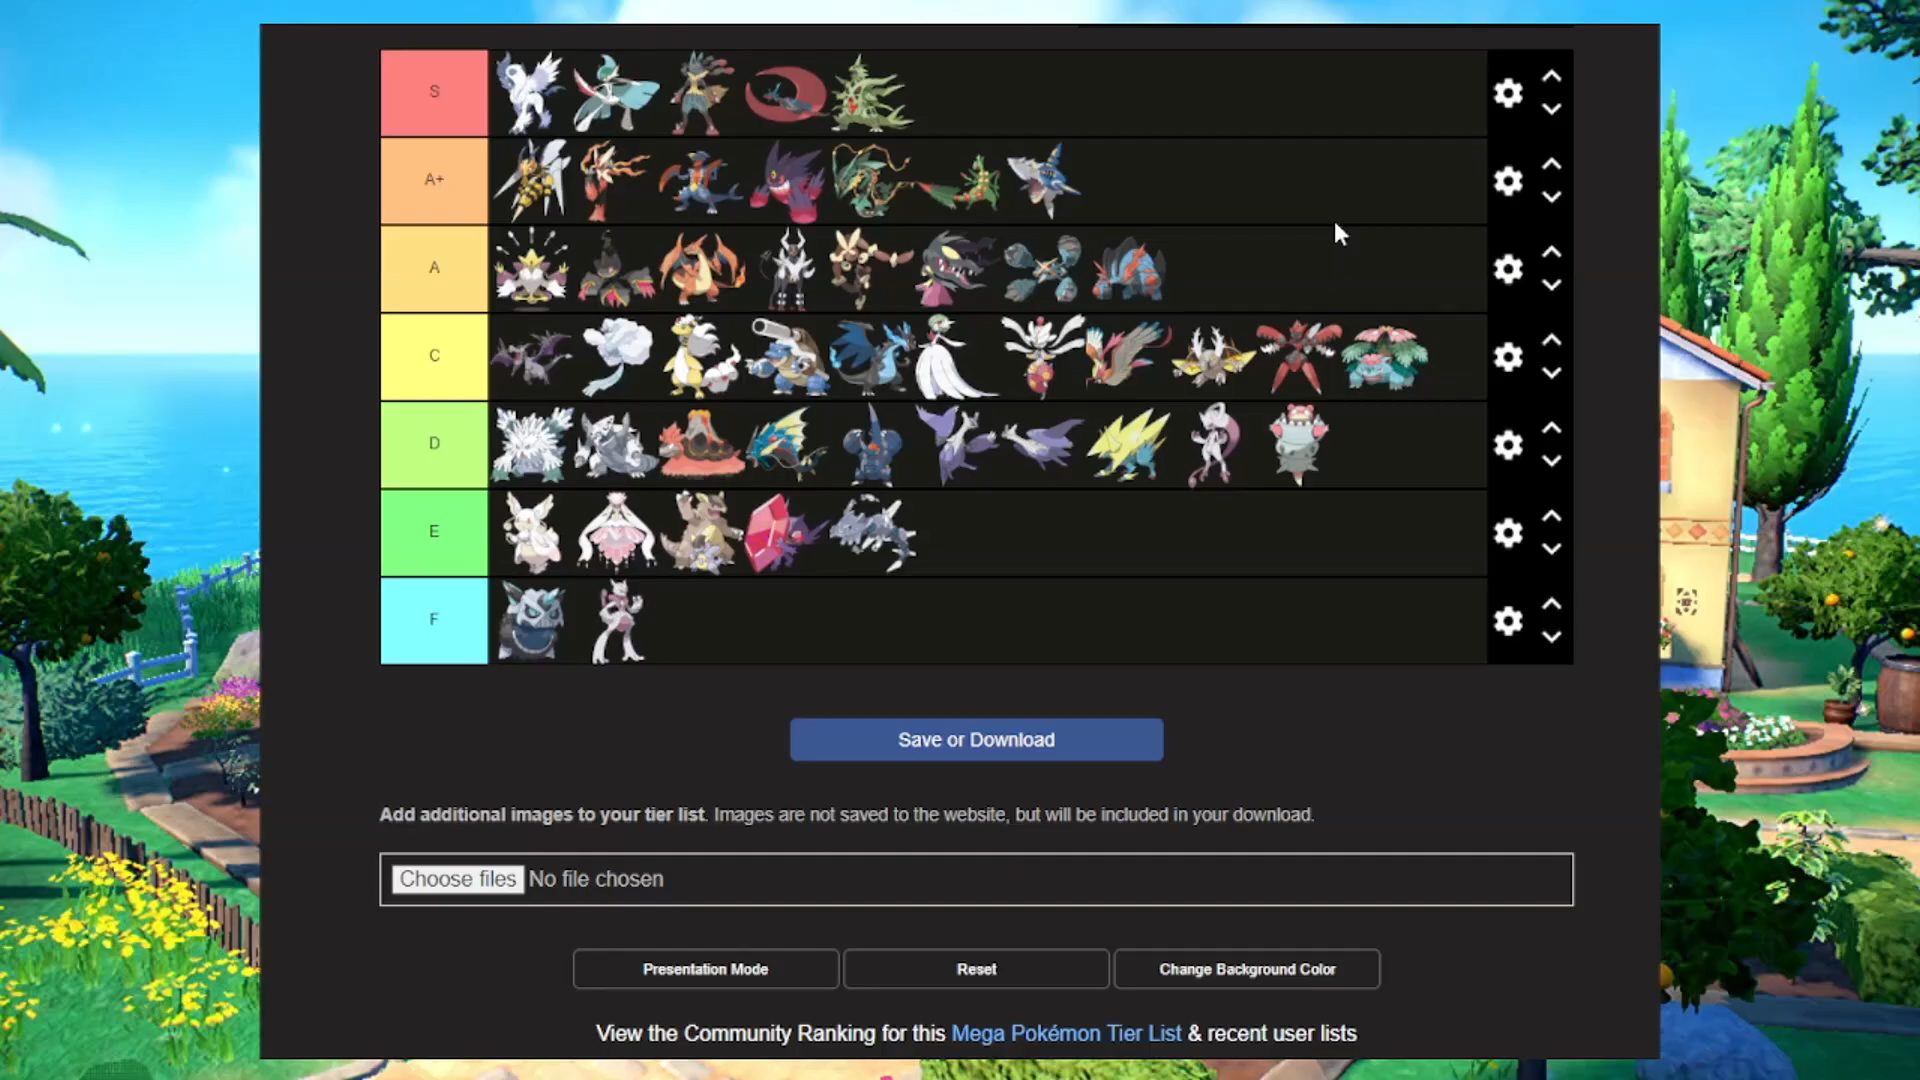 S
A+
A
C
D
E
F
Save or Download
Add additional images to your tier list. Images are not saved to the website, but will be included in your download.
Choose files No file chosen
Presentation Mode
Reset
Change Background Color
View the Community Ranking for this Mega Pokémon Tier List & recent user lists